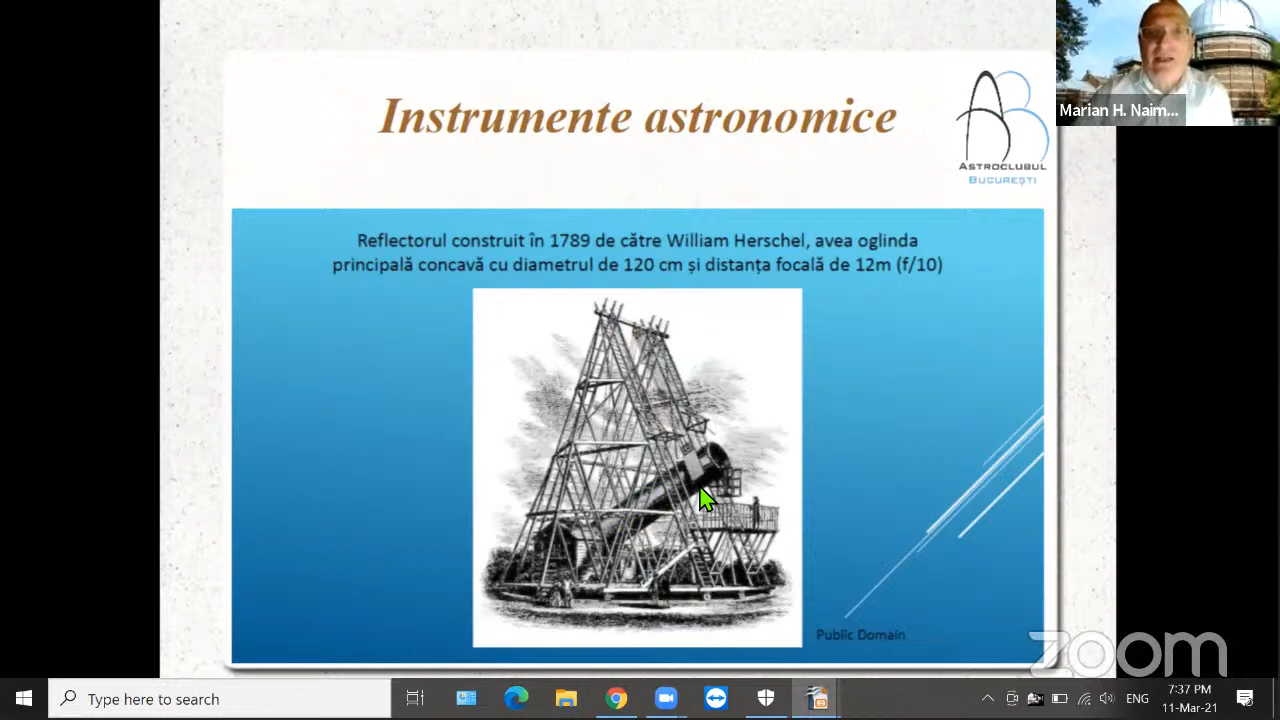 Instrumente astronomice
ASTROCLUBUL
BUCUREȘTI
Marian H. Naim...
Reflectorul construit în 1789 de către William Herschel, avea oglinda
principală concavă cu diametrul de 120 cm și distanța focală de 12m (f/10)
Public Domain
zoom
Type here to search
ENG
7:37 PM
11-Mar-21